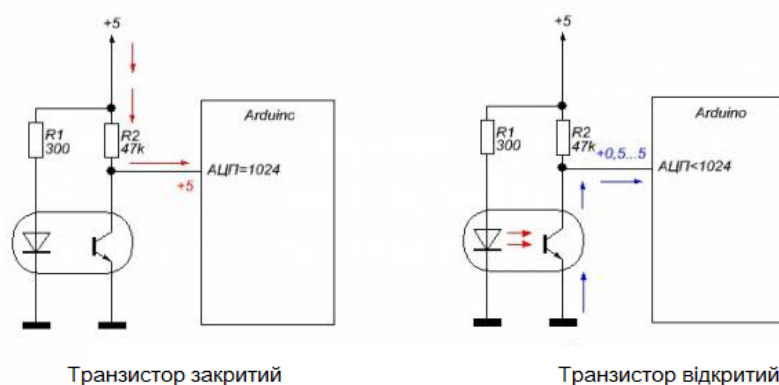 +5
R1
300
R2
47k
+5
Arduino
АЦП=1024
Транзистор закритий
+5
R1
300
R2
47k
+0,5...5
Arduino
АЦП<1024
Транзистор відкритий